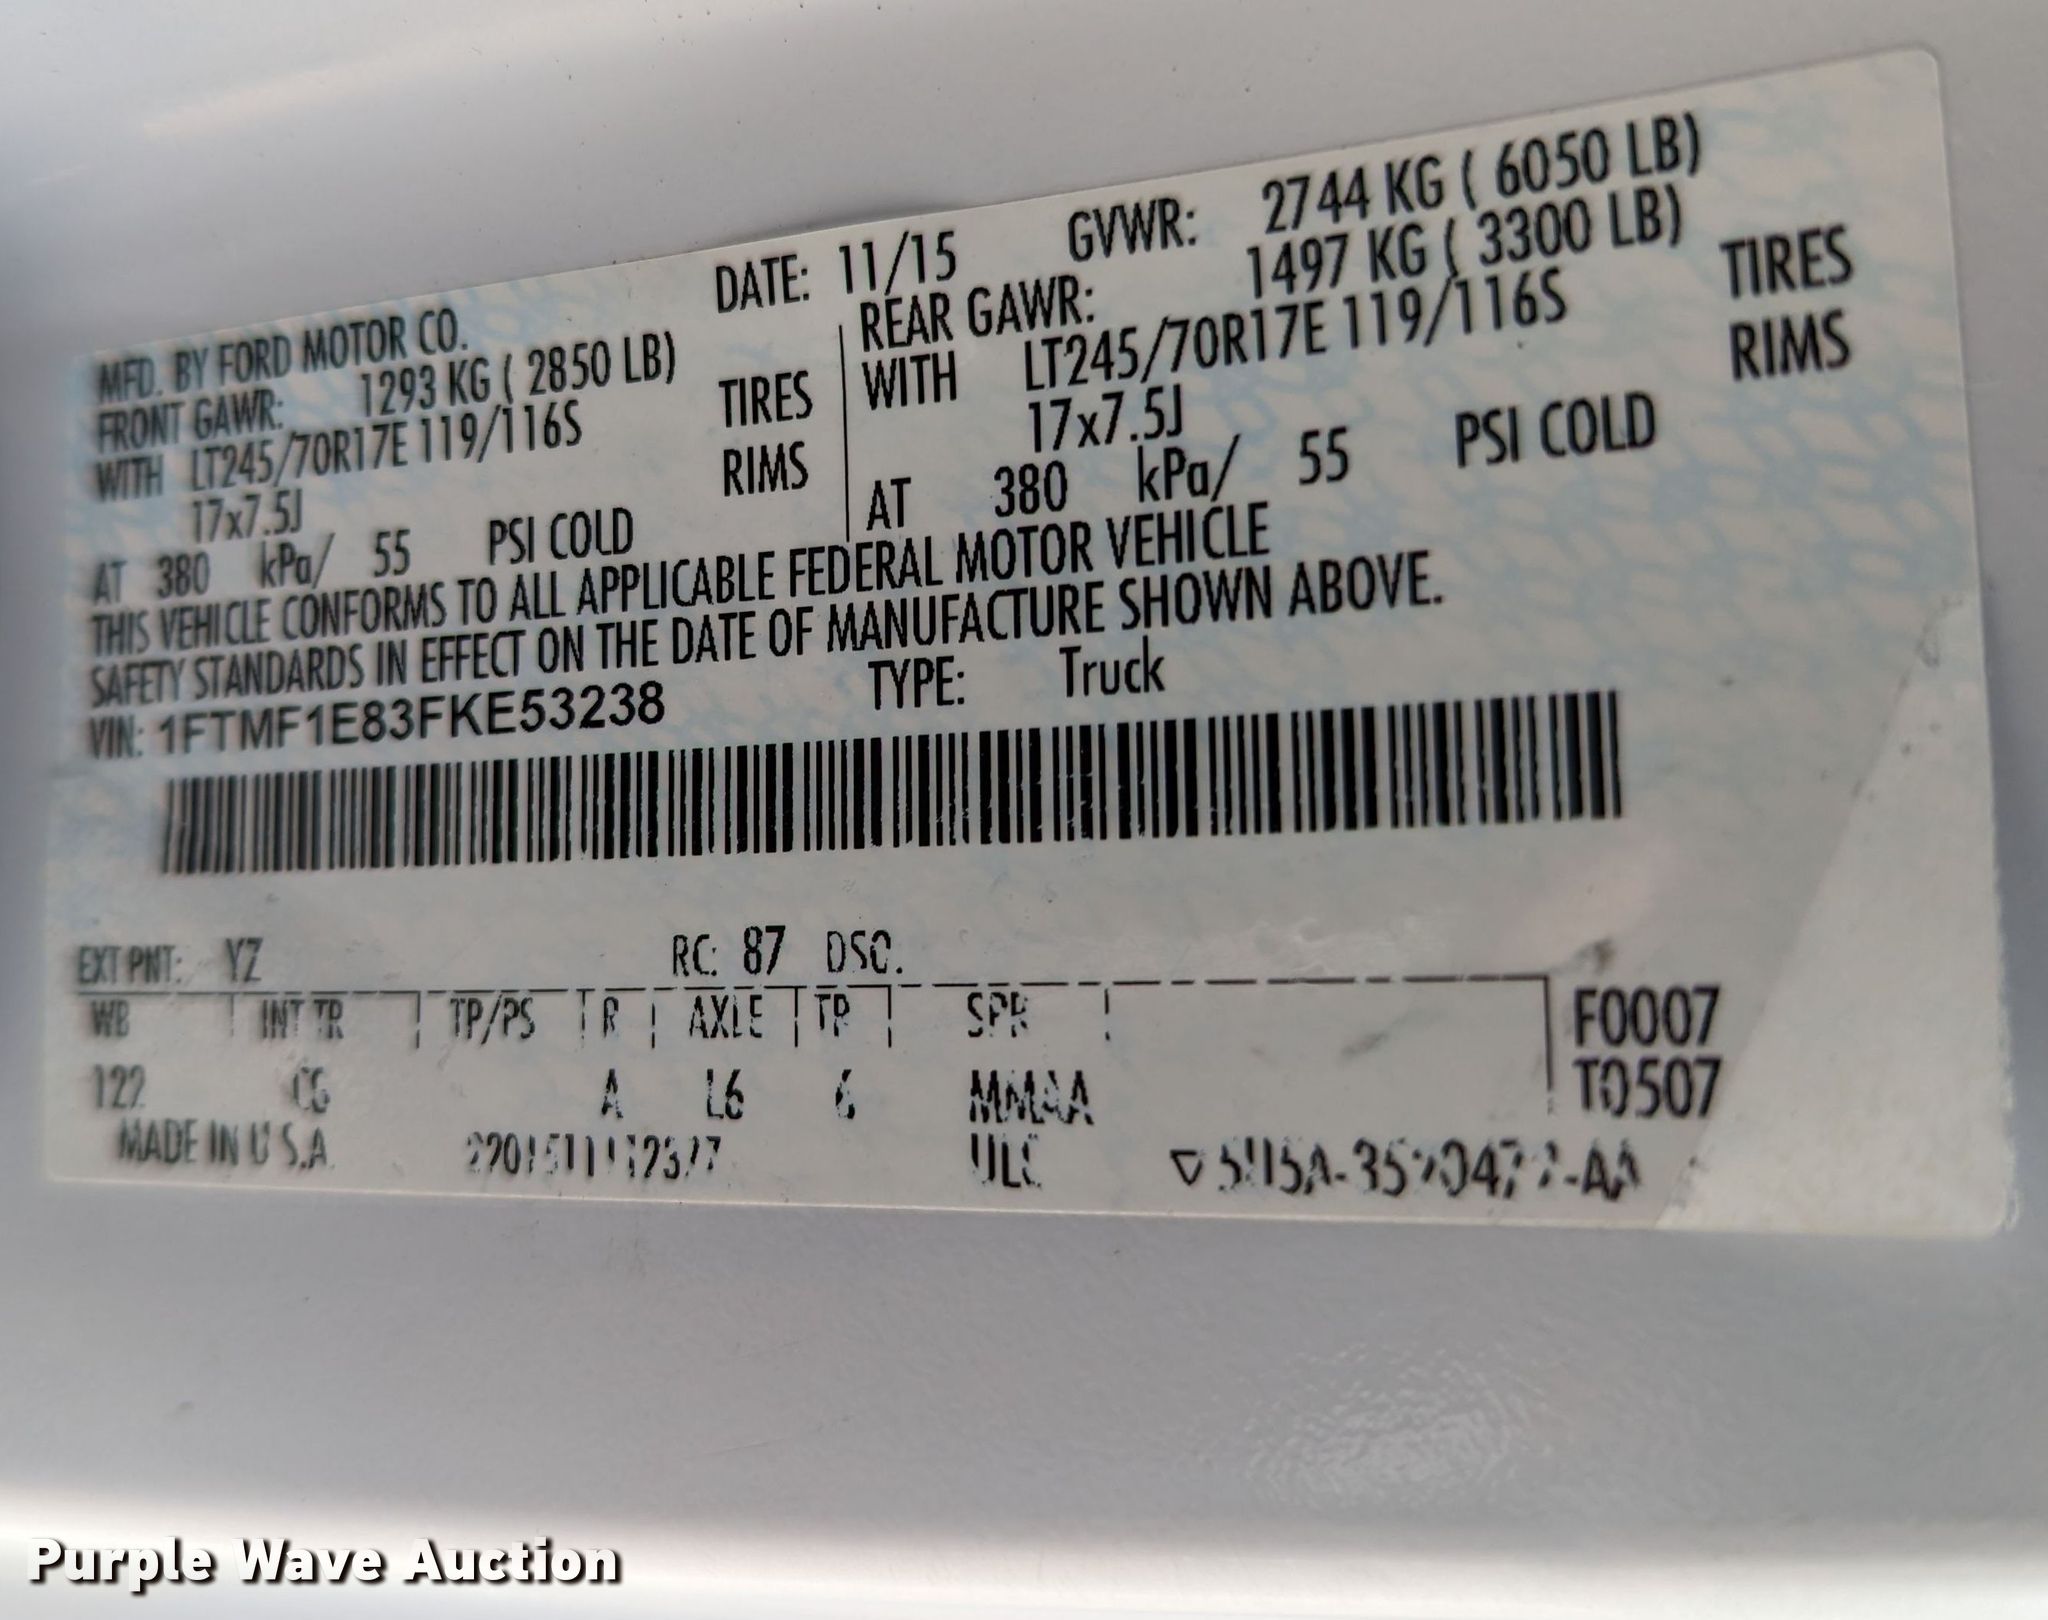 MFD. BY FORD MOTOR CO. DATE: 11/15 GVWR: 2744 KG ( 6050 LB)
FRONT GAWR: 1293 KG ( 2850 LB) REAR GAWR: 1497 KG ( 3300 LB)
WITH LT245/70R17E 119/116S TIRES WITH LT245/70R17E 119/116S TIRES
17x7.5J RIMS 17x7.5J RIMS
AT 380 kPa/ 55 PSI COLD AT 380 kPa/ 55 PSI COLD
THIS VEHICLE CONFORMS TO ALL APPLICABLE FEDERAL MOTOR VEHICLE
SAFETY STANDARDS IN EFFECT ON THE DATE OF MANUFACTURE SHOWN ABOVE.
VIN: 1FTMF1E83FKE53238 TYPE: Truck
EXT PNT: YZ RC: 87 DSO:
WB INT TR TP/PS R AXLE TR SPR F0007
122 CG A L6 6 MMAA T0507
MADE IN U.S.A. ULC
Purple Wave Auction